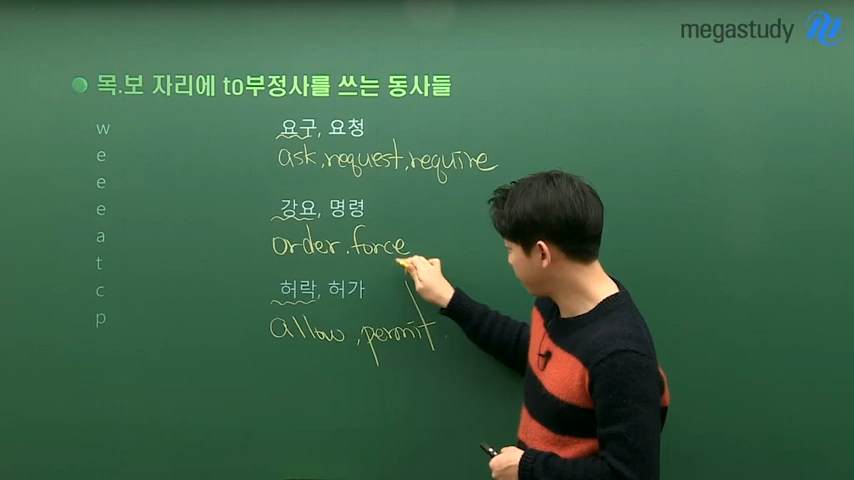 megastudy
목.보 자리에 to부정사를 쓰는 동사들
w
e
e
e
a
t
c
p
요구, 요청
ask, request, require
강요, 명령
order, force
허락, 허가
allow, permit